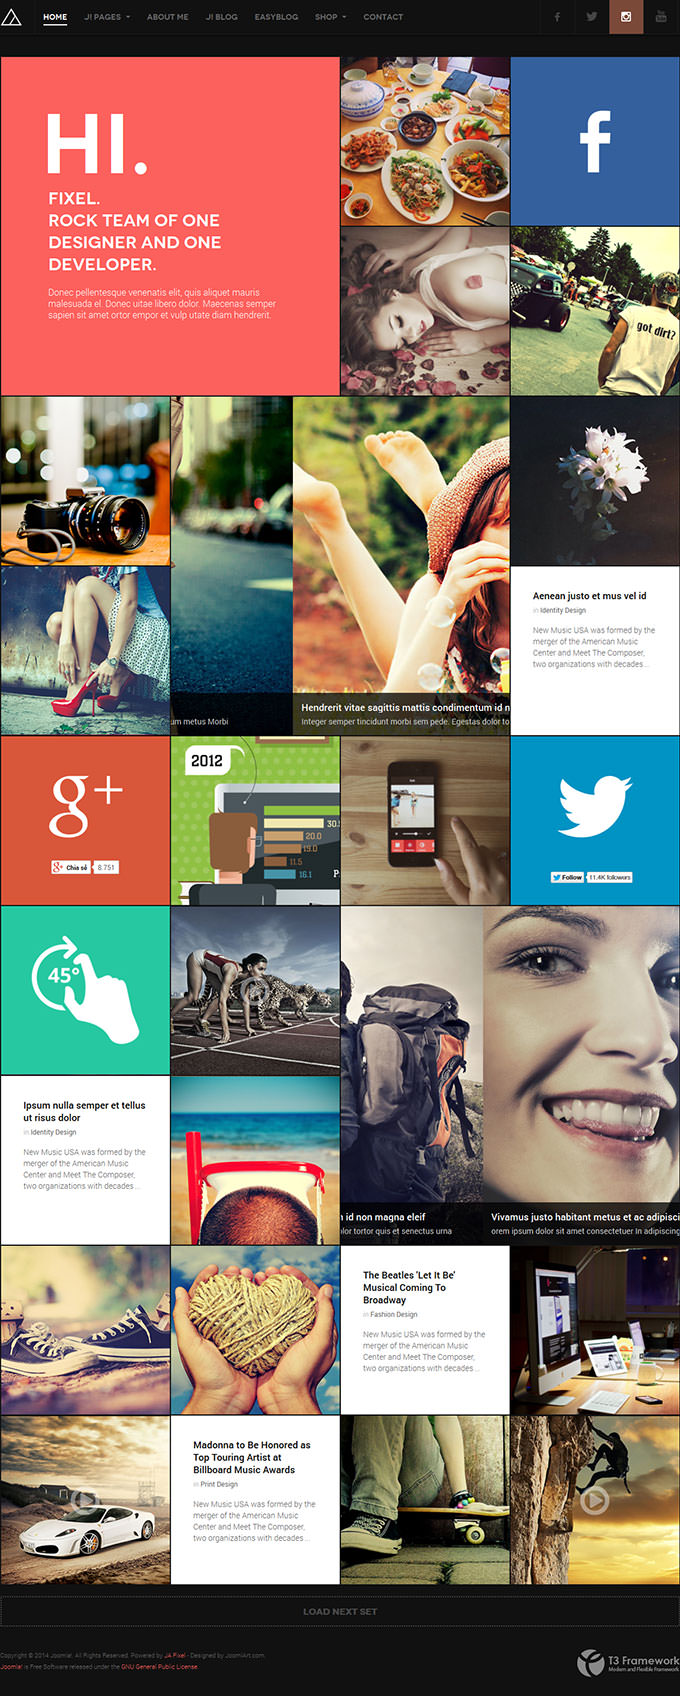 HOME
J! PAGES
ABOUT ME
J! BLOG
EASYBLOG
SHOP
CONTACT
You
HI.
FIXEL.
ROCK TEAM OF ONE
DESIGNER AND ONE
DEVELOPER.
Donec pellentesque venenatis elit, quis aliquet mauris
malesuada el. Donec uitae libero dolor. Maecenas semper
sapien sit amet ortor empor et vulp utate diam hendrerit.
f
got dirt?
Aenean justo et mus vel id
in Identity Design
New Music USA was formed by the
merger of the American Music
Center and Meet The Composer,
two organizations with decades ...
um metus Morbi
Hendrerit vitae sagittis mattis condimentum id n
Integer semper tincidunt morbi sem pede. Egestas dolor to
g+
g+ Chia sẻ 8.751
2012
30.
20.0
19.0
11.5
16.1
P
Follow 11.4K followers
45°
Ipsum nulla semper et tellus
ut risus dolor
in Identity Design
New Music USA was formed by the
merger of the American Music
Center and Meet The Composer,
two organizations with decades ...
n id non magna eleif
olor tortor quis et senectus urna
Vivamus justo habitant metus et ac adipisci
orem ipsum dolor sit amet consectetuer In adipiscing
The Beatles 'Let It Be'
Musical Coming To
Broadway
in Fashion Design
New Music USA was formed by the
merger of the American Music
Center and Meet The Composer,
two organizations with decades ...
Madonna to Be Honored as
Top Touring Artist at
Billboard Music Awards
in Print Design
New Music USA was formed by the
merger of the American Music
Center and Meet The Composer,
two organizations with decades ...
LOAD NEXT SET
Copyright © 2014 Joomla!. All Rights Reserved. Powered by JA Fixel - Designed by JoomlArt.com.
Joomla! is Free Software released under the GNU General Public License.
T3 Framework
Modern and Flexible Framework